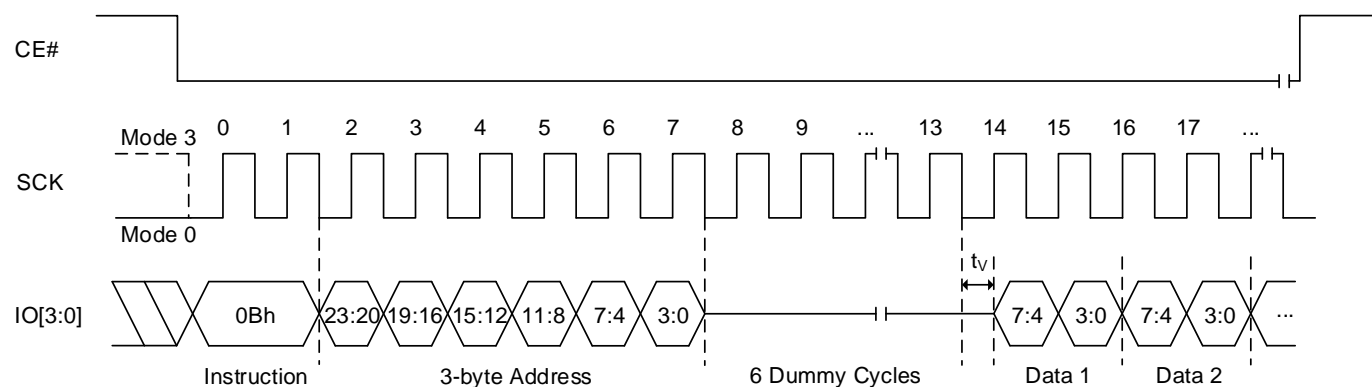 CE#
0 1 2 3 4 5 6 7 8 9 ... 13 14 15 16 17 ...
Mode 3
SCK
Mode 0
tV
IO[3:0] 0Bh 23:20 19:16 15:12 11:8 7:4 3:0 7:4 3:0 7:4 3:0 ...
Instruction 3-byte Address 6 Dummy Cycles Data 1 Data 2